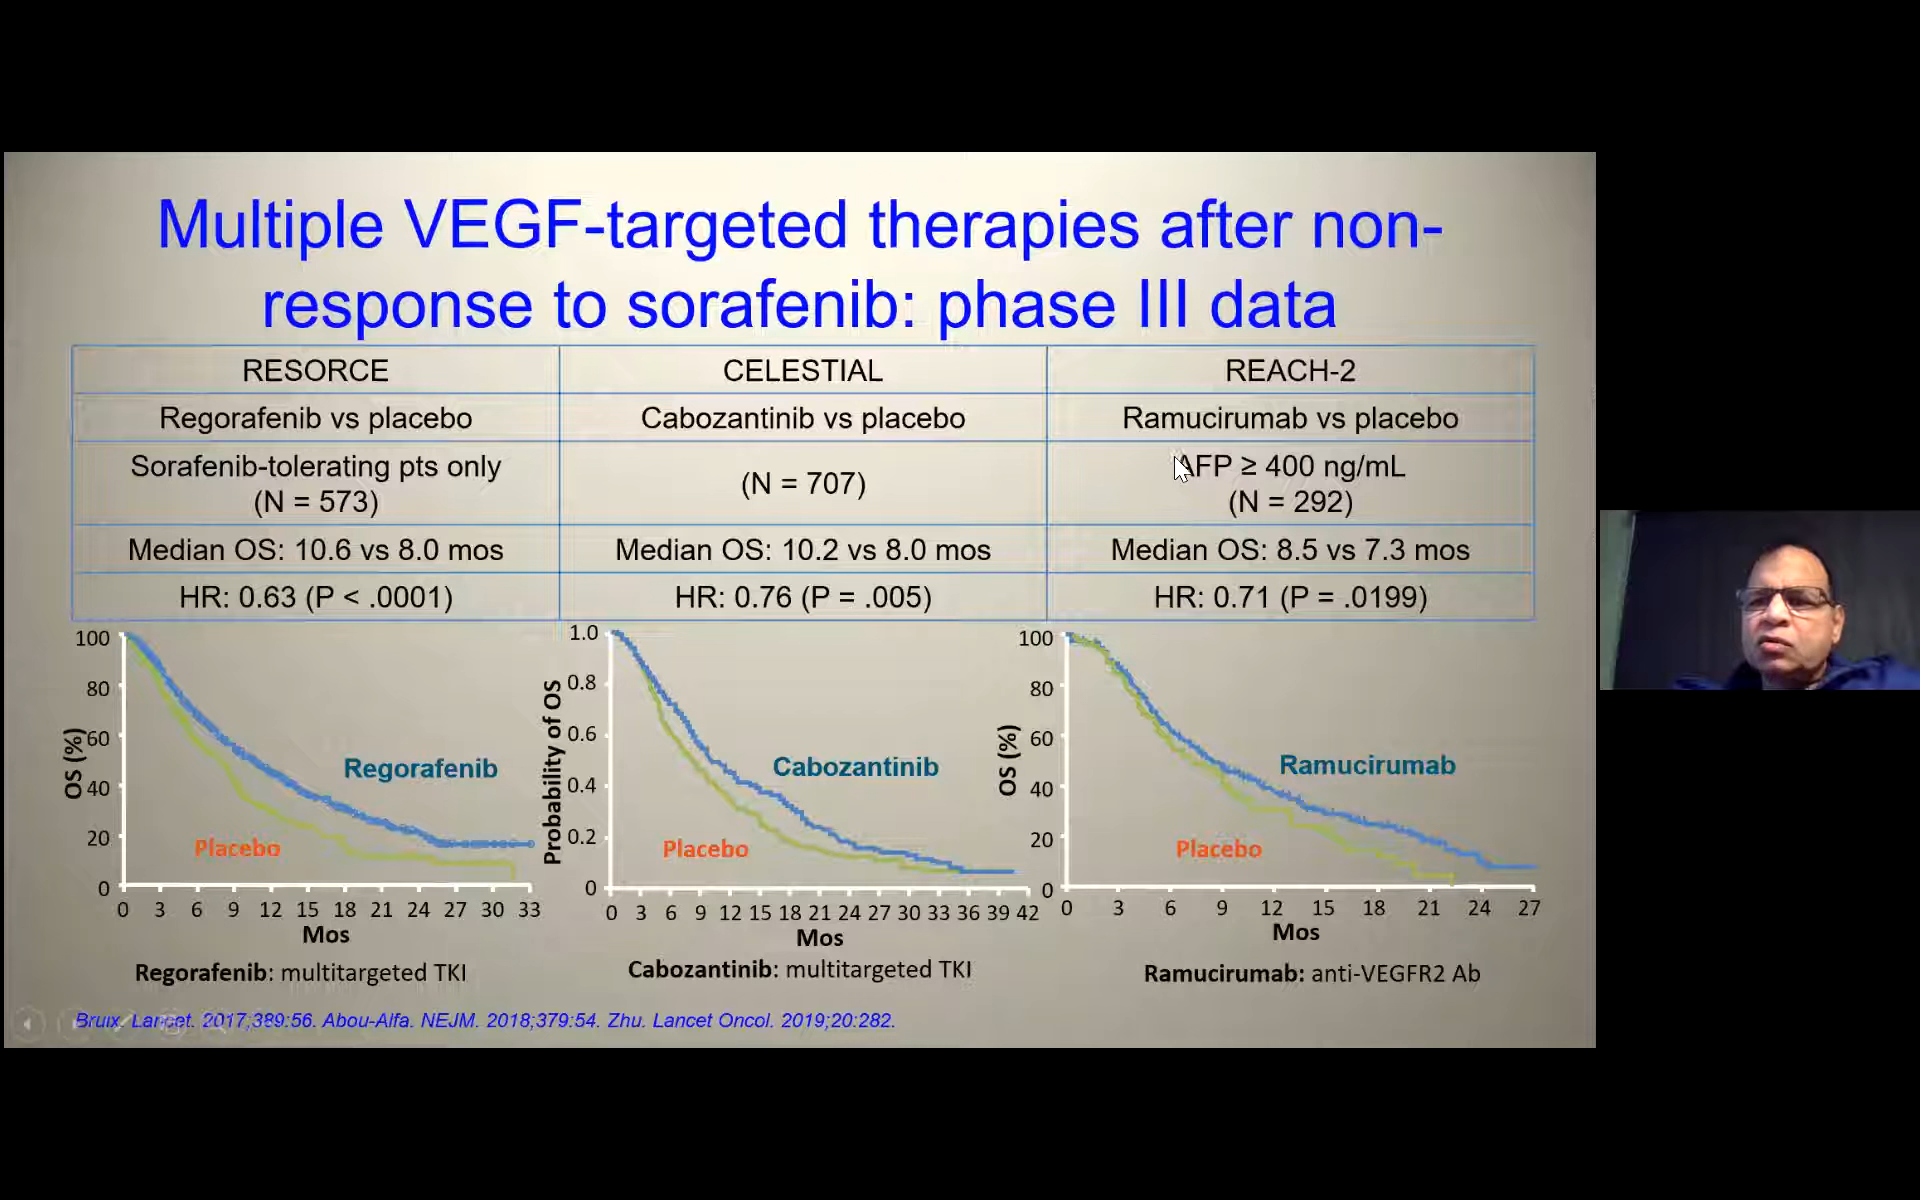 Multiple VEGF-targeted therapies after non-
response to sorafenib: phase III data
RESORCE
CELESTIAL
REACH-2
Regorafenib vs placebo
Cabozantinib vs placebo
Ramucirumab vs placebo
Sorafenib-tolerating pts only
(N = 573)
(N = 707)
AFP ≥ 400 ng/mL
(N = 292)
Median OS: 10.6 vs 8.0 mos
Median OS: 10.2 vs 8.0 mos
Median OS: 8.5 vs 7.3 mos
HR: 0.63 (P < .0001)
HR: 0.76 (P = .005)
HR: 0.71 (P = .0199)
OS (%)
100
80
60
40
20
0
Regorafenib
Placebo
0 3 6 9 12 15 18 21 24 27 30 33
Mos
Regorafenib: multitargeted TKI
Probability of OS
1.0
0.8
0.6
0.4
0.2
0
Cabozantinib
Placebo
0 3 6 9 12 15 18 21 24 27 30 33 36 39 42
Mos
Cabozantinib: multitargeted TKI
OS (%)
100
80
60
40
20
0
Ramucirumab
Placebo
0 3 6 9 12 15 18 21 24 27
Mos
Ramucirumab: anti-VEGFR2 Ab
Bruix. Lancet. 2017;389:56. Abou-Alfa. NEJM. 2018;379:54. Zhu. Lancet Oncol. 2019;20:282.